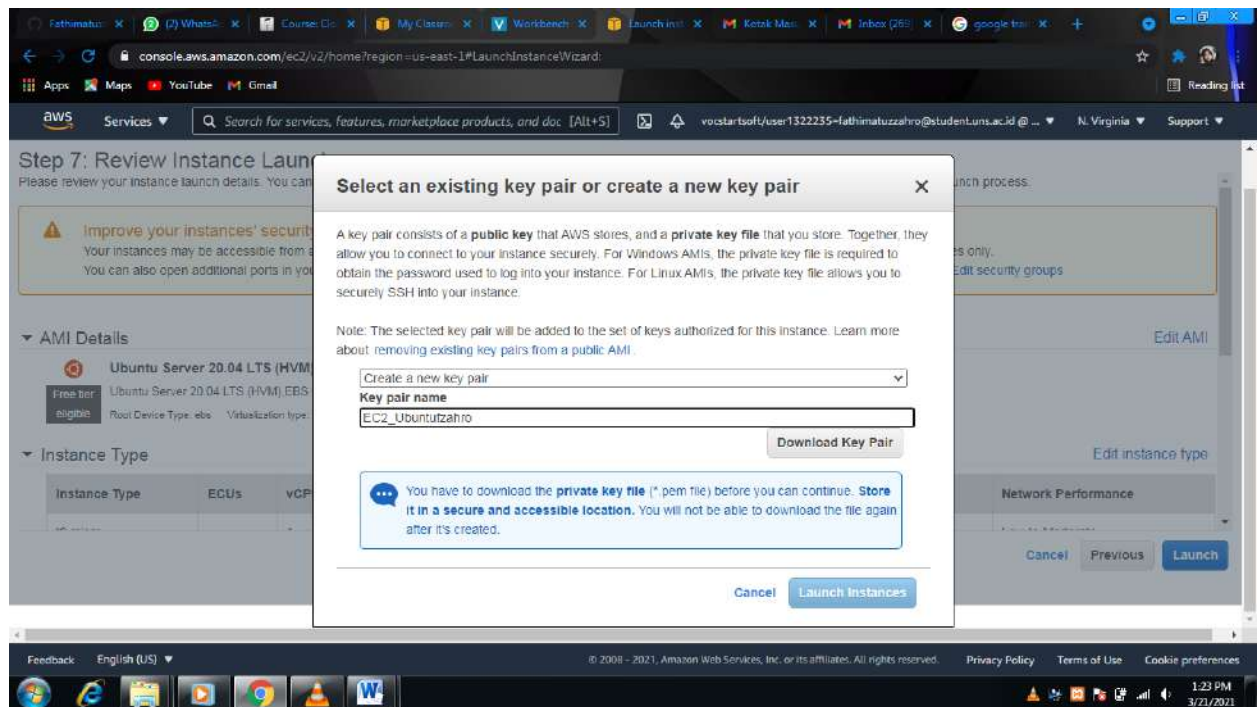 Fathimatuz
(2) WhatsA
Course: Clo
My Classro
Workbench
Launch inst
Ketak Mas
Inbox (269)
google tran
console.aws.amazon.com/ec2/v2/home?region=us-east-1#LaunchInstanceWizard:
Apps Maps YouTube Gmail Reading list
aws Services Search for services, features, marketplace products, and doc [Alt+S] vocstartsoft/user1322235=fathimatuzzahro@student.uns.ac.id @ ... N. Virginia Support
Step 7: Review Instance Laun
Please review your instance launch details. You can unch process.
Improve your instances' securit
Your instances may be accessible from es only.
You can also open additional ports in you Edit security groups
AMI Details Edit AMI
Ubuntu Server 20.04 LTS (HVM
Free tier eligible
Ubuntu Server 20.04 LTS (HVM),EBS
Root Device Type: ebs Virtualization type:
Instance Type Edit instance type
Instance Type ECUs vCP Network Performance
Cancel Previous Launch
Select an existing key pair or create a new key pair
A key pair consists of a public key that AWS stores, and a private key file that you store. Together, they
allow you to connect to your instance securely. For Windows AMIs, the private key file is required to
obtain the password used to log into your instance. For Linux AMIs, the private key file allows you to
securely SSH into your instance.
Note: The selected key pair will be added to the set of keys authorized for this instance. Learn more
about removing existing key pairs from a public AMI .
Create a new key pair
Key pair name
EC2_Ubuntufzahro
Download Key Pair
You have to download the private key file (*.pem file) before you can continue. Store
it in a secure and accessible location. You will not be able to download the file again
after it's created.
Cancel Launch Instances
Feedback English (US) © 2008 - 2021, Amazon Web Services, Inc. or its affiliates. All rights reserved. Privacy Policy Terms of Use Cookie preferences
1:23 PM
3/21/2021